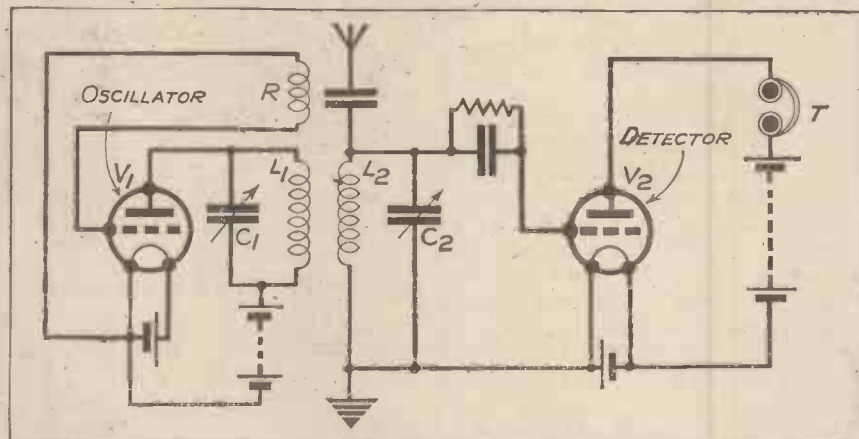 OSCILLATOR
R
V1
C1
L1
L2
C2
DETECTOR
V2
T